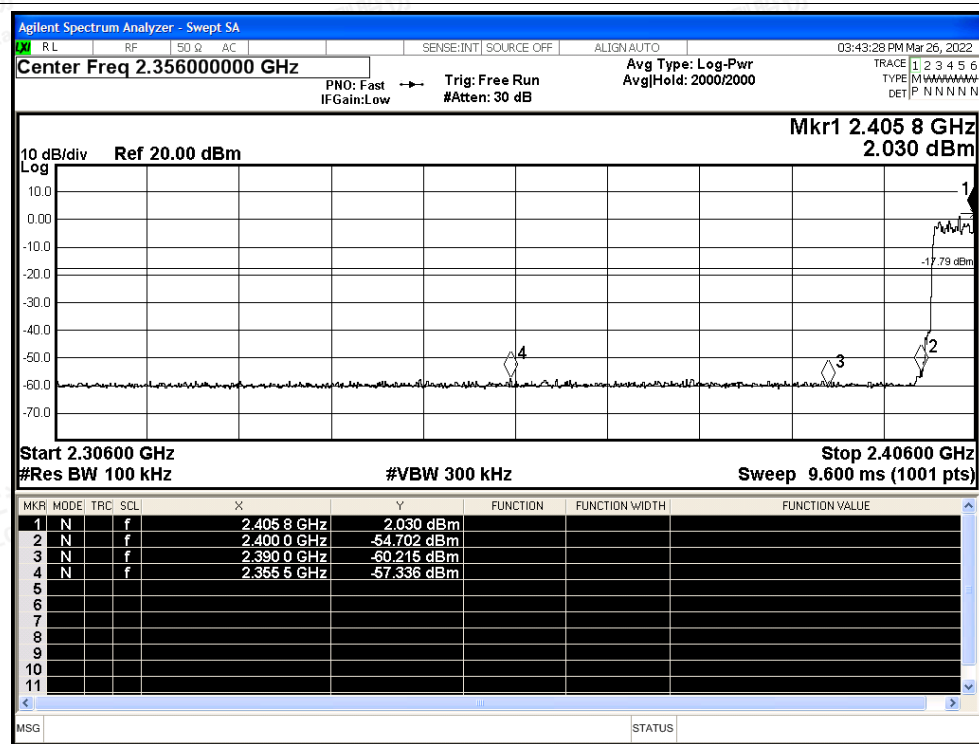 Agilent Spectrum Analyzer - Swept SA
LXI RL RF 50 Ω AC SENSE:INT SOURCE OFF ALIGN AUTO 03:43:28 PM Mar 26, 2022
Center Freq 2.356000000 GHz
PNO: Fast
IFGain:Low
Trig: Free Run
#Atten: 30 dB
Avg Type: Log-Pwr
Avg|Hold: 2000/2000
TRACE 1 2 3 4 5 6
TYPE M WWWWW
DET P N N N N N
Mkr1 2.405 8 GHz
2.030 dBm
10 dB/div Ref 20.00 dBm
Log
10.0
0.00
-10.0
-20.0
-30.0
-40.0
-50.0
-60.0
-70.0
1
-17.79 dBm
2
3
4
Start 2.30600 GHz Stop 2.40600 GHz
#Res BW 100 kHz #VBW 300 kHz Sweep 9.600 ms (1001 pts)
MKR MODE TRC SCL X Y FUNCTION FUNCTION WIDTH FUNCTION VALUE
1 N f 2.405 8 GHz 2.030 dBm
2 N f 2.400 0 GHz -54.702 dBm
3 N f 2.390 0 GHz -60.215 dBm
4 N f 2.355 5 GHz -57.336 dBm
5
6
7
8
9
10
11
MSG STATUS